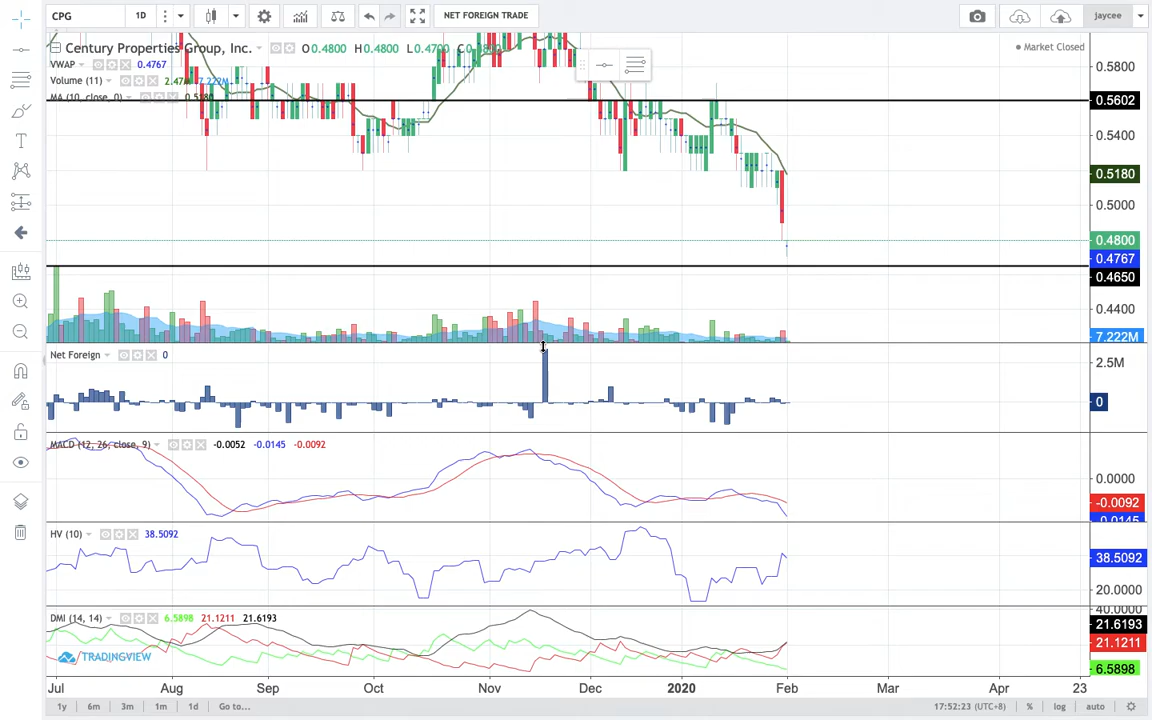 CPG 1D NET FOREIGN TRADE jaycee
Century Properties Group, Inc. O 0.4800 H 0.4800 L 0.4700 C
Market Closed
VWAP 0.4767
Volume (11) 7.222M
MA (10, close, 0) 0.5180
0.5800
0.5602
0.5400
0.5180
0.5000
0.4800
0.4767
0.4650
0.4400
7.222M
Net Foreign 0
2.5M
0
MACD (12, 26, close, 9) -0.0052 -0.0145 -0.0092
0.0000
-0.0092
-0.0145
HV (10) 38.5092
38.5092
20.0000
DMI (14, 14) 6.5898 21.1211 21.6193
40.0000
21.6193
21.1211
6.5898
TRADINGVIEW
Jul Aug Sep Oct Nov Dec 2020 Feb Mar Apr 23
1y 6m 3m 1m 1d Go to... 17:52:23 (UTC+8) % log auto